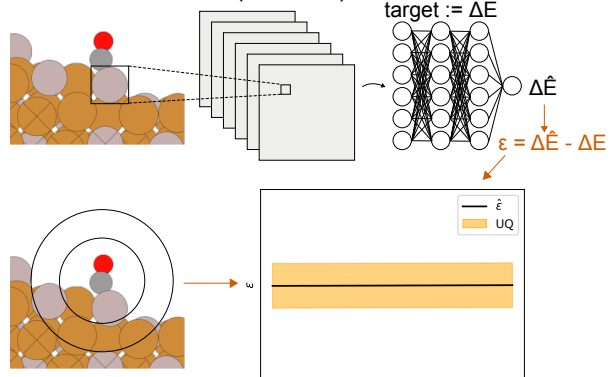 target := ΔE
ΔÊ
ε = ΔÊ - ΔE
ε̂
UQ
ε